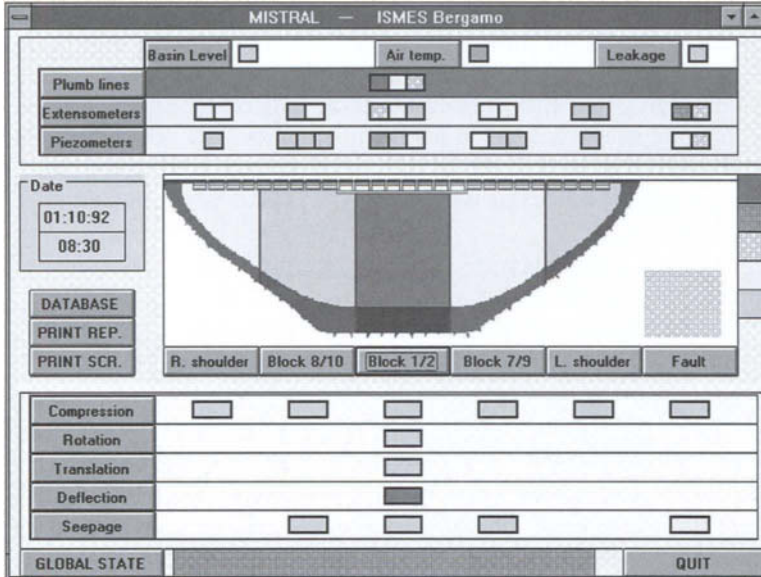 MISTRAL — ISMES Bergamo
Basin Level Air temp. Leakage
Plumb lines
Extensometers
Piezometers
Date
01:10:92
08:30
DATABASE
PRINT REP.
PRINT SCR.
R. shoulder Block 8/10 Block 1/2 Block 7/9 L. shoulder Fault
Compression
Rotation
Translation
Deflection
Seepage
GLOBAL STATE QUIT